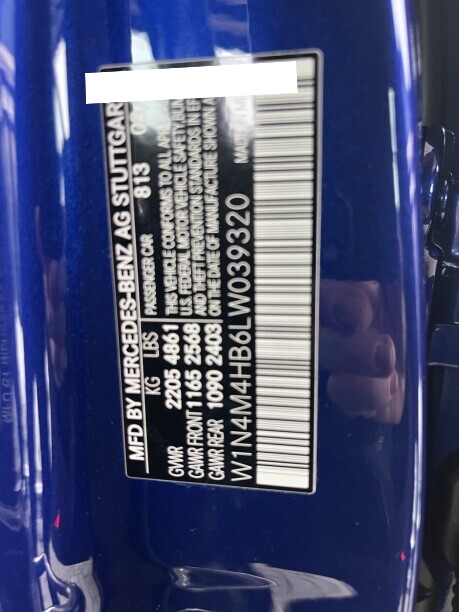 MFD BY MERCEDES-BENZ AG STUTTGAR
PASSENGER CAR 813
KG LBS
GWR 2205 4861
GAWR FRONT 1165 2568
GAWR REAR 1090 2403
THIS VEHICLE CONFORMS TO ALL
U.S. FEDERAL MOTOR VEHICLE SAFETY
AND THEFT PREVENTION STANDARDS IN
ON THE DATE OF MANUFACTURE SHOWN
W1N4M4HB6LW039320